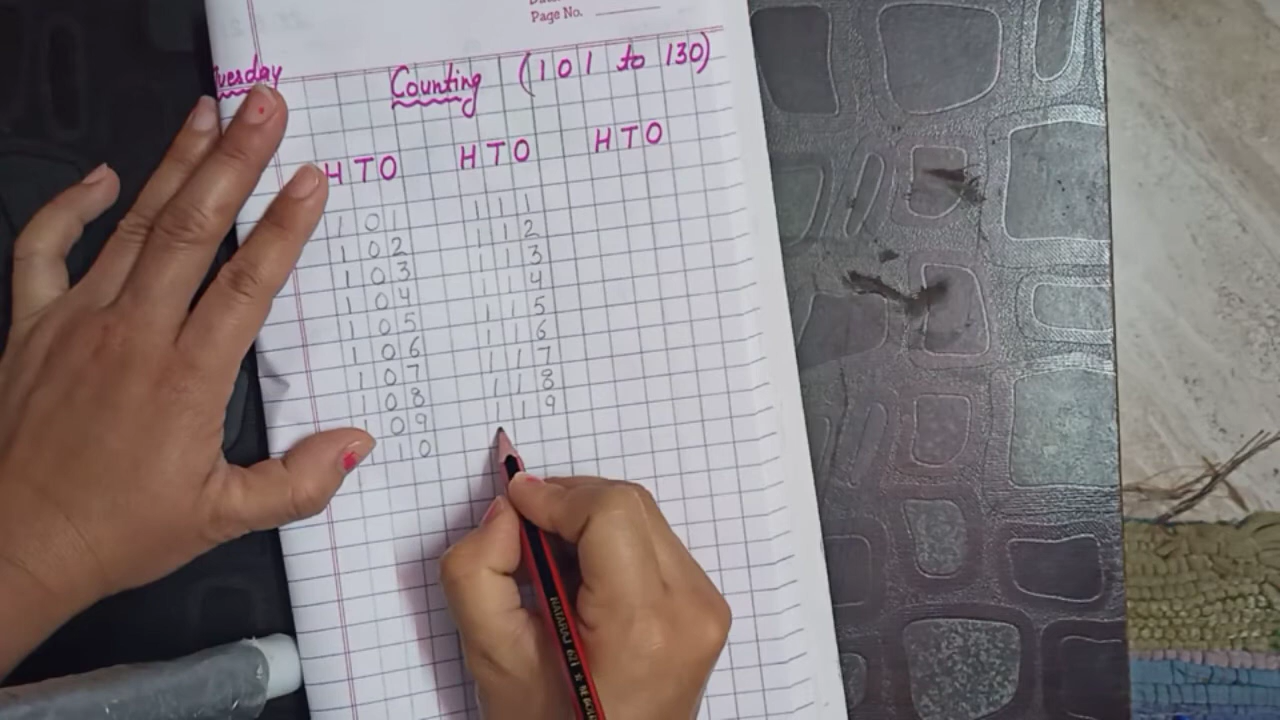 Page No.
Tuesday
Counting (101 to 130)
H T O H T O H T O
1 0 1 1 1 1
1 0 2 1 1 2
1 0 3 1 1 3
1 0 4 1 1 4
1 0 5 1 1 5
1 0 6 1 1 6
1 0 7 1 1 7
1 0 8 1 1 8
0 9 1 1 9
1 0
NATARAJ 621